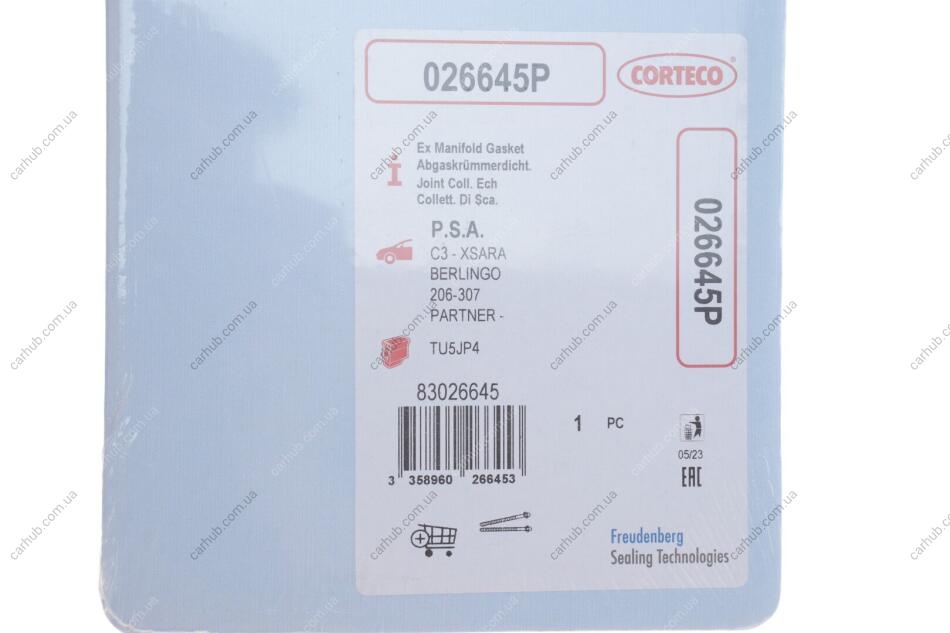 026645P
CORTECO®
Ex Manifold Gasket
Abgaskrümmerdicht.
Joint Coll. Ech
Collett. Di Şca.
P.S.A.
C3 - XSARA
BERLINGO
206-307
PARTNER -
TU5JP4
026645P
83026645
3 358960 266453
1 PC
05/23
EAC
Freudenberg
Sealing Technologies
carhub.com.ua